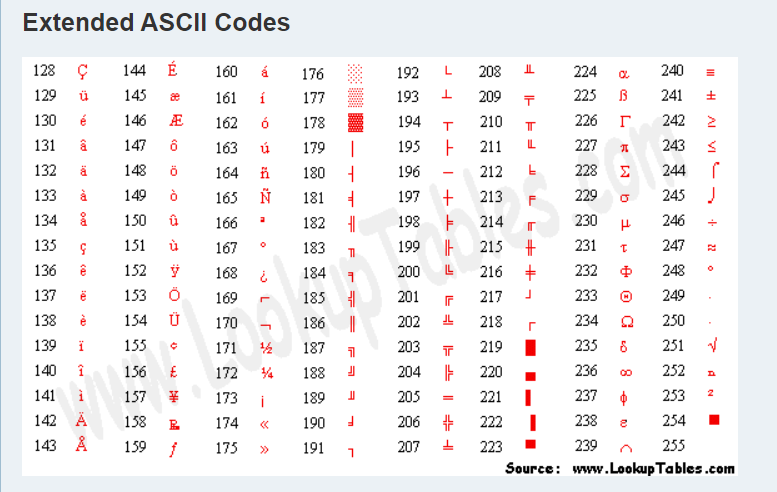 Extended ASCII Codes
128 Ç 144 É 160 á 176 ░ 192 └ 208 ╨ 224 α 240 ≡
129 ü 145 æ 161 í 177 ▒ 193 ┴ 209 ╤ 225 ß 241 ±
130 é 146 Æ 162 ó 178 ▓ 194 ┬ 210 ╥ 226 Γ 242 ≥
131 â 147 ô 163 ú 179 │ 195 ├ 211 ╙ 227 π 243 ≤
132 ä 148 ö 164 ñ 180 ┤ 196 ─ 212 ╘ 228 Σ 244 ⌠
133 à 149 ò 165 Ñ 181 ╡ 197 ┼ 213 ╒ 229 σ 245 ⌡
134 å 150 û 166 ª 182 ╢ 198 ╞ 214 ╓ 230 µ 246 ÷
135 ç 151 ù 167 º 183 ╖ 199 ╟ 215 ╫ 231 τ 247 ≈
136 ê 152 ÿ 168 ¿ 184 ╕ 200 ╚ 216 ╪ 232 Φ 248 °
137 ë 153 Ö 169 ⌐ 185 ╣ 201 ╔ 217 ┘ 233 Θ 249 ∙
138 è 154 Ü 170 ¬ 186 ║ 202 ╩ 218 ┌ 234 Ω 250 ·
139 ï 155 ¢ 171 ½ 187 ╗ 203 ╦ 219 █ 235 δ 251 √
140 î 156 £ 172 ¼ 188 ╝ 204 ╠ 220 ▄ 236 ∞ 252 ⁿ
141 ì 157 ¥ 173 ¡ 189 ╜ 205 ═ 221 ▌ 237 ϕ 253 ²
142 Ä 158 ₧ 174 « 190 ╛ 206 ╬ 222 ▐ 238 ε 254 ■
143 Å 159 ƒ 175 » 191 ┐ 207 ╧ 223 ▀ 239 ∩ 255
Source: www.LookupTables.com
www.LookupTables.com